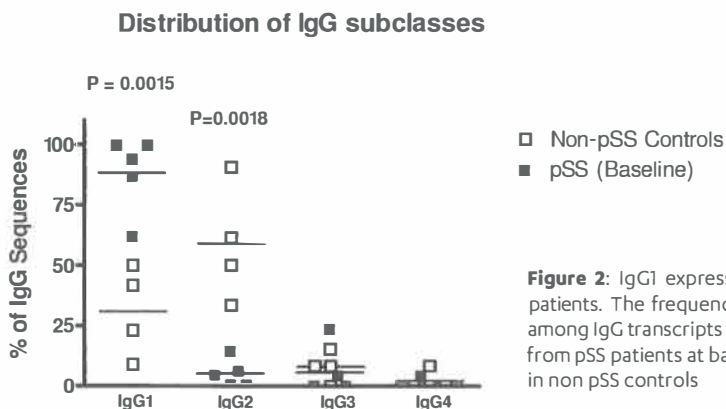 Distribution of IgG subclasses
P = 0.0015
P=0.0018
% of IgG Sequences
100
75
50
25
0
IgG1
IgG2
IgG3
IgG4
Non-pSS Controls
pSS (Baseline)
Figure 2: IgG1 express
patients. The frequenc
among IgG transcripts
from pSS patients at ba
in non pSS controls